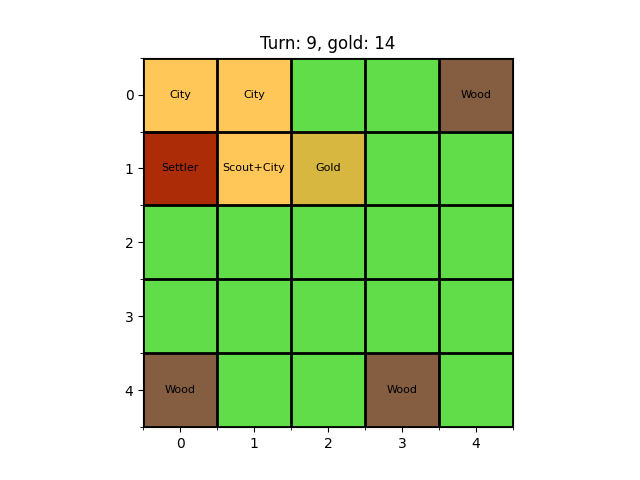 Turn: 9, gold: 14
0 City City Wood
1 Settler Scout+City Gold
2
3
4 Wood Wood
0 1 2 3 4